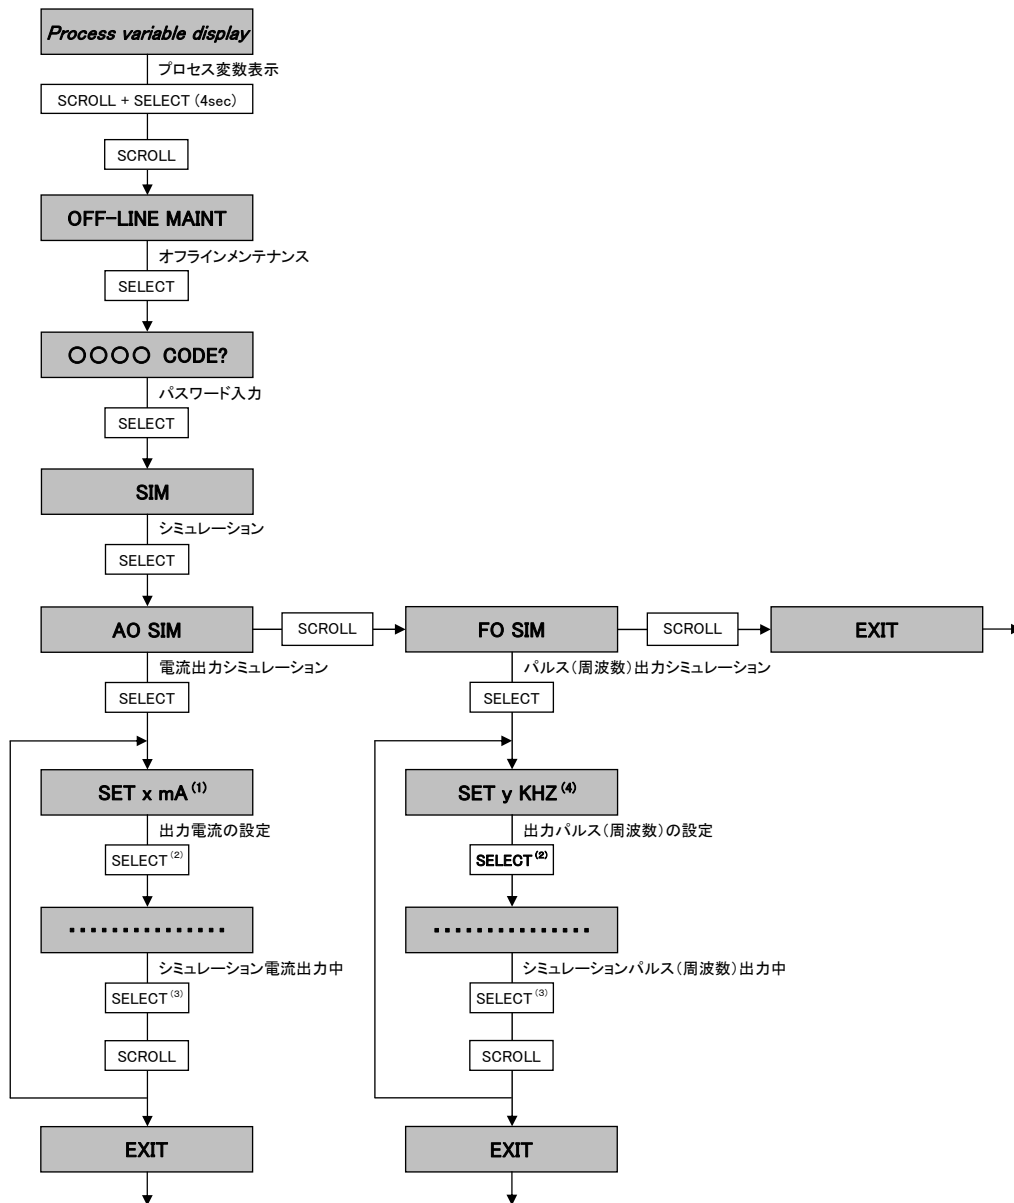 Process variable display
プロセス変数表示
SCROLL + SELECT (4sec)
SCROLL
OFF-LINE MAINT
オフラインメンテナンス
SELECT
〇〇〇〇 CODE?
パスワード入力
SELECT
SIM
シミュレーション
SELECT
AO SIM
SCROLL
FO SIM
SCROLL
EXIT
電流出力シミュレーション
パルス(周波数)出力シミュレーション
SELECT
SELECT
SET x mA(1)
SET y KHZ(4)
出力電流の設定
出力パルス(周波数)の設定
SELECT(2)
SELECT(2)
・・・・・・・・・・・・・・・
・・・・・・・・・・・・・・・
シミュレーション電流出力中
シミュレーションパルス(周波数)出力中
SELECT(3)
SELECT(3)
SCROLL
SCROLL
EXIT
EXIT